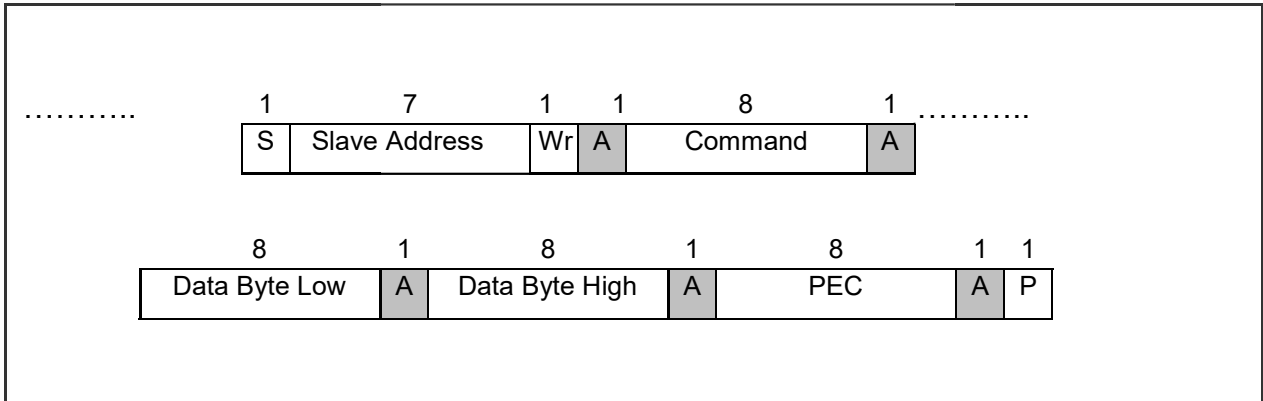 1 7 1 1 8 1
……….. S Slave Address Wr A Command A ………..
8 1 8 1 8 1 1
Data Byte Low A Data Byte High A PEC A P